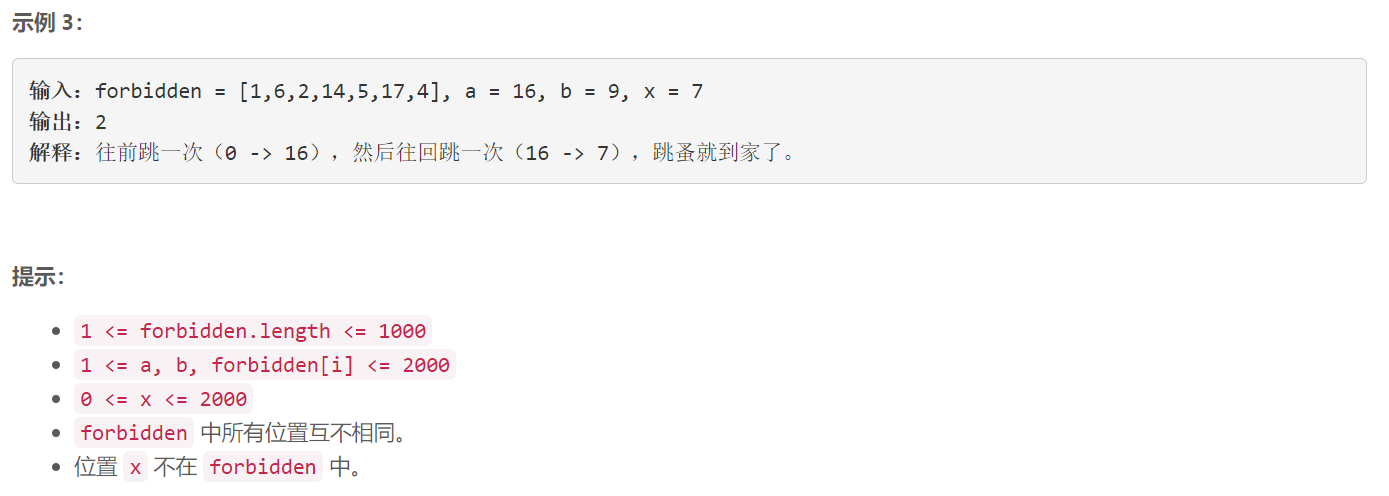 示例 3：
输入：forbidden = [1,6,2,14,5,17,4], a = 16, b = 9, x = 7
输出：2
解释：往前跳一次（0 -> 16），然后往回跳一次（16 -> 7），跳蚤就到家了。
提示：
1 <= forbidden.length <= 1000
1 <= a, b, forbidden[i] <= 2000
0 <= x <= 2000
forbidden 中所有位置互不相同。
位置 x 不在 forbidden 中。